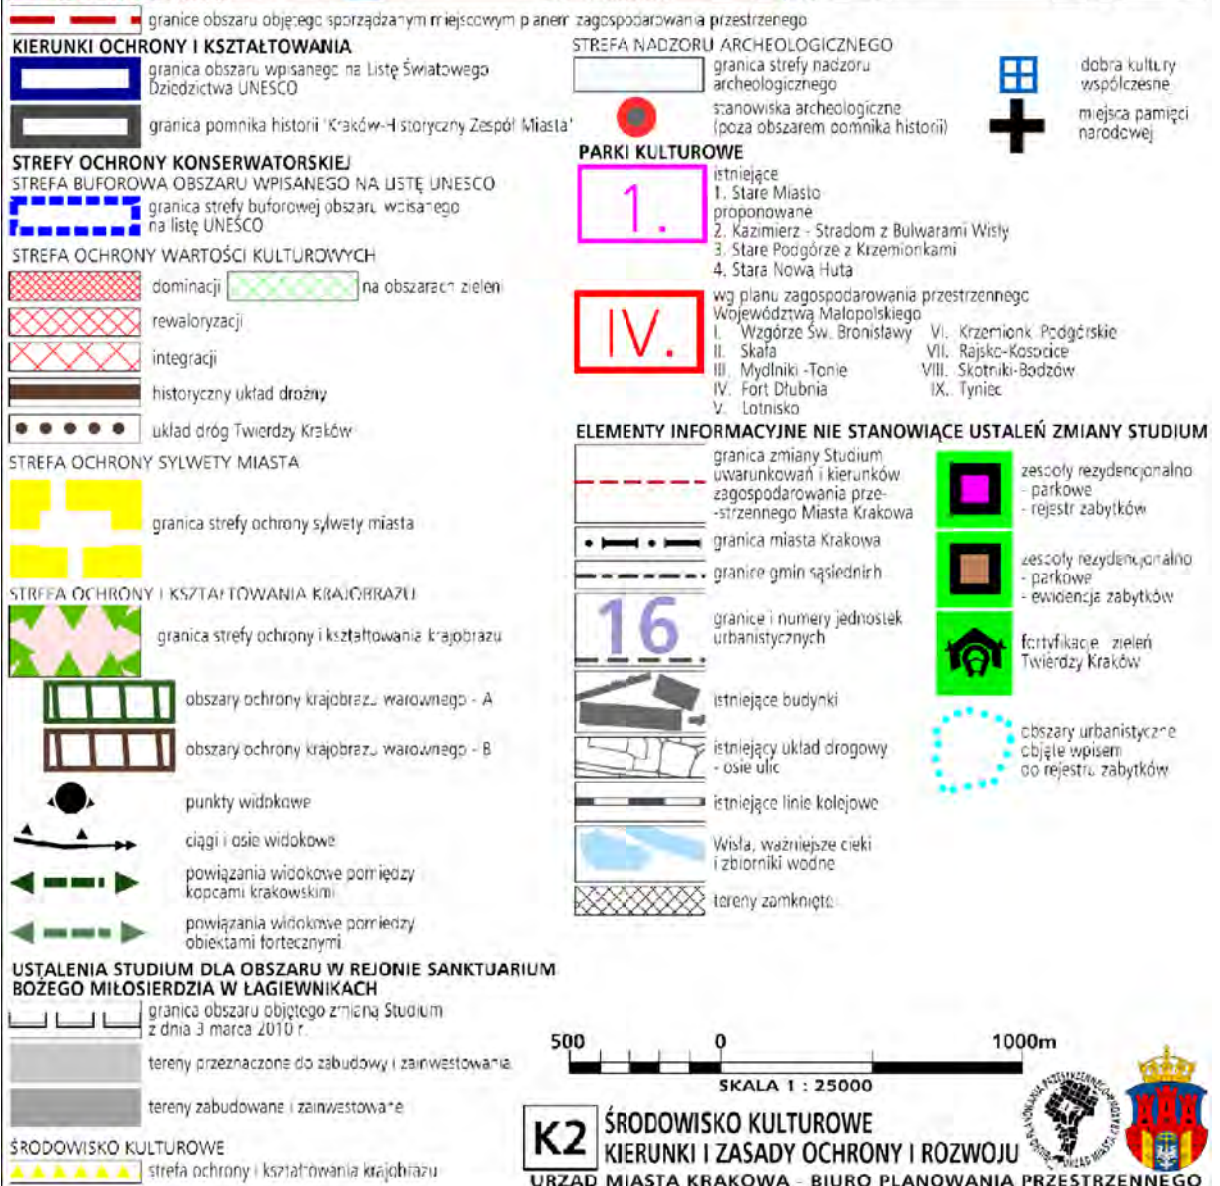 granice obszaru objętego sporządzanym miejscowym planem zagospodarowania przestrzenego
KIERUNKI OCHRONY I KSZTAŁTOWANIA
granica obszaru wpisanego na Listę Światowego
Dziedzictwa UNESCO
granica pomnika historii "Kraków-Historyczny Zespół Miasta"
STREFY OCHRONY KONSERWATORSKIEJ
STREFA BUFOROWA OBSZARU WPISANEGO NA LISTĘ UNESCO
granica strefy buforowej obszaru wpisanego
na listę UNESCO
STREFA OCHRONY WARTOŚCI KULTUROWYCH
dominacji
na obszarach zieleni
rewaloryzacji
integracji
historyczny układ drożny
układ dróg Twierdzy Kraków
STREFA OCHRONY SYLWETY MIASTA
granica strefy ochrony sylwety miasta
STREFA OCHRONY I KSZTAŁTOWANIA KRAJOBRAZU
granica strefy ochrony i kształtowania krajobrazu
obszary ochrony krajobrazu warownego - A
obszary ochrony krajobrazu warownego - B
punkty widokowe
ciągi i osie widokowe
powiązania widokowe pomiędzy
kopcami krakowskimi
powiązania widokowe pomiedzy
obiektami fortecznymi
USTALENIA STUDIUM DLA OBSZARU W REJONIE SANKTUARIUM
BOŻEGO MIŁOSIERDZIA W ŁAGIEWNIKACH
granica obszaru objętego zmianą Studium
z dnia 3 marca 2010 r.
tereny przeznaczone do zabudowy i zainwestowania
tereny zabudowane i zainwestowane
ŚRODOWISKO KULTUROWE
strefa ochrony i kształtowania krajobrazu
STREFA NADZORU ARCHEOLOGICZNEGO
granica strefy nadzoru
archeologicznego
stanowiska archeologiczne
(poza obszarem pomnika historii)
dobra kultury
współczesne
miejsca pamięci
narodowej
PARKI KULTUROWE
1.
istniejące
1. Stare Miasto
proponowane
2. Kazimierz - Stradom z Bulwarami Wisły
3. Stare Podgórze z Krzemionkami
4. Stara Nowa Huta
IV.
wg planu zagospodarowania przestrzennego
Województwa Małopolskiego
I. Wzgórze Św. Bronisławy
II. Skała
III. Mydlniki -Tonie
IV. Fort Dłubnia
V. Lotnisko
VI. Krzemionki Podgórskie
VII. Rajsko-Kosocice
VIII. Skotniki-Bodzów
IX. Tyniec
ELEMENTY INFORMACYJNE NIE STANOWIĄCE USTALEŃ ZMIANY STUDIUM
granica zmiany Studium
uwarunkowań i kierunków
zagospodarowania prze-
-strzennego Miasta Krakowa
granica miasta Krakowa
granice gmin sąsiednich
16
granice i numery jednostek
urbanistycznych
istniejące budynki
istniejący układ drogowy
- osie ulic
istniejące linie kolejowe
Wisła, ważniejsze cieki
i zbiorniki wodne
tereny zamknięte
zespoły rezydencjonalno
- parkowe
- rejestr zabytków
zespoły rezydencjonalno
- parkowe
- ewidencja zabytków
fortyfikacje i zieleń
Twierdzy Kraków
obszary urbanistyczne
objęte wpisem
do rejestru zabytków
500 0 1000m
SKALA 1 : 25000
K2
ŚRODOWISKO KULTUROWE
KIERUNKI I ZASADY OCHRONY I ROZWOJU
URZĄD MIASTA KRAKOWA - BIURO PLANOWANIA PRZESTRZENNEGO